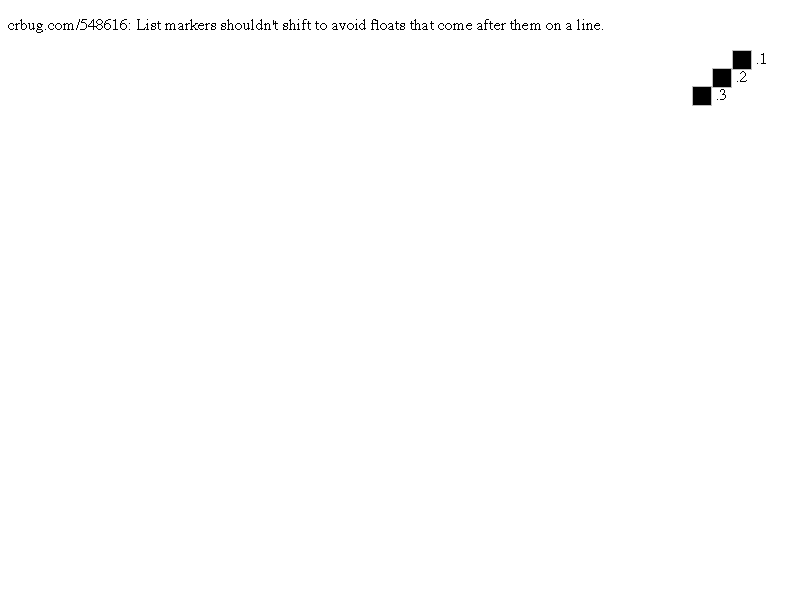 crbug.com/548616: List markers shouldn't shift to avoid floats that come after them on a line.
.1
.2
.3